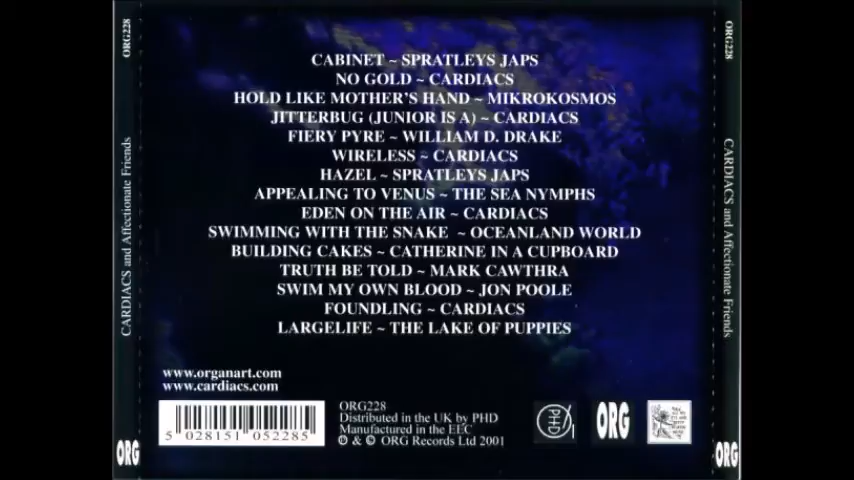 ORG228
CARDIACS and Affectionate Friends
ORG
CABINET ~ SPRATLEYS JAPS
NO GOLD ~ CARDIACS
HOLD LIKE MOTHER'S HAND ~ MIKROKOSMOS
JITTERBUG (JUNIOR IS A) ~ CARDIACS
FIERY PYRE ~ WILLIAM D. DRAKE
WIRELESS ~ CARDIACS
HAZEL ~ SPRATLEYS JAPS
APPEALING TO VENUS ~ THE SEA NYMPHS
EDEN ON THE AIR ~ CARDIACS
SWIMMING WITH THE SNAKE ~ OCEANLAND WORLD
BUILDING CAKES ~ CATHERINE IN A CUPBOARD
TRUTH BE TOLD ~ MARK CAWTHRA
SWIM MY OWN BLOOD ~ JON POOLE
FOUNDLING ~ CARDIACS
LARGELIFE ~ THE LAKE OF PUPPIES
www.organart.com
www.cardiacs.com
5 028151 052285
ORG228
Distributed in the UK by PHD
Manufactured in the EEC
℗ & © ORG Records Ltd 2001
PHD
ORG
ORG228
CARDIACS and Affectionate Friends
ORG